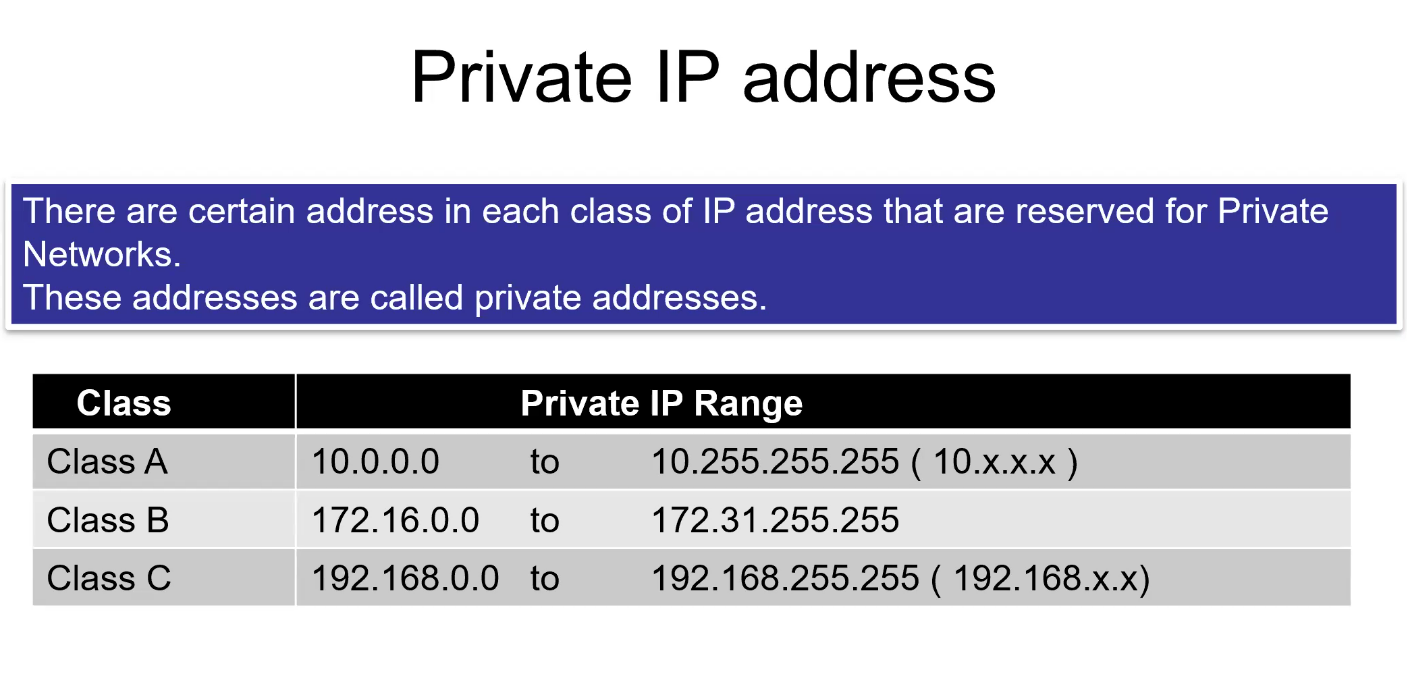 Private IP address
There are certain address in each class of IP address that are reserved for Private
Networks.
These addresses are called private addresses.
Class Private IP Range
Class A 10.0.0.0 to 10.255.255.255 ( 10.x.x.x )
Class B 172.16.0.0 to 172.31.255.255
Class C 192.168.0.0 to 192.168.255.255 ( 192.168.x.x)